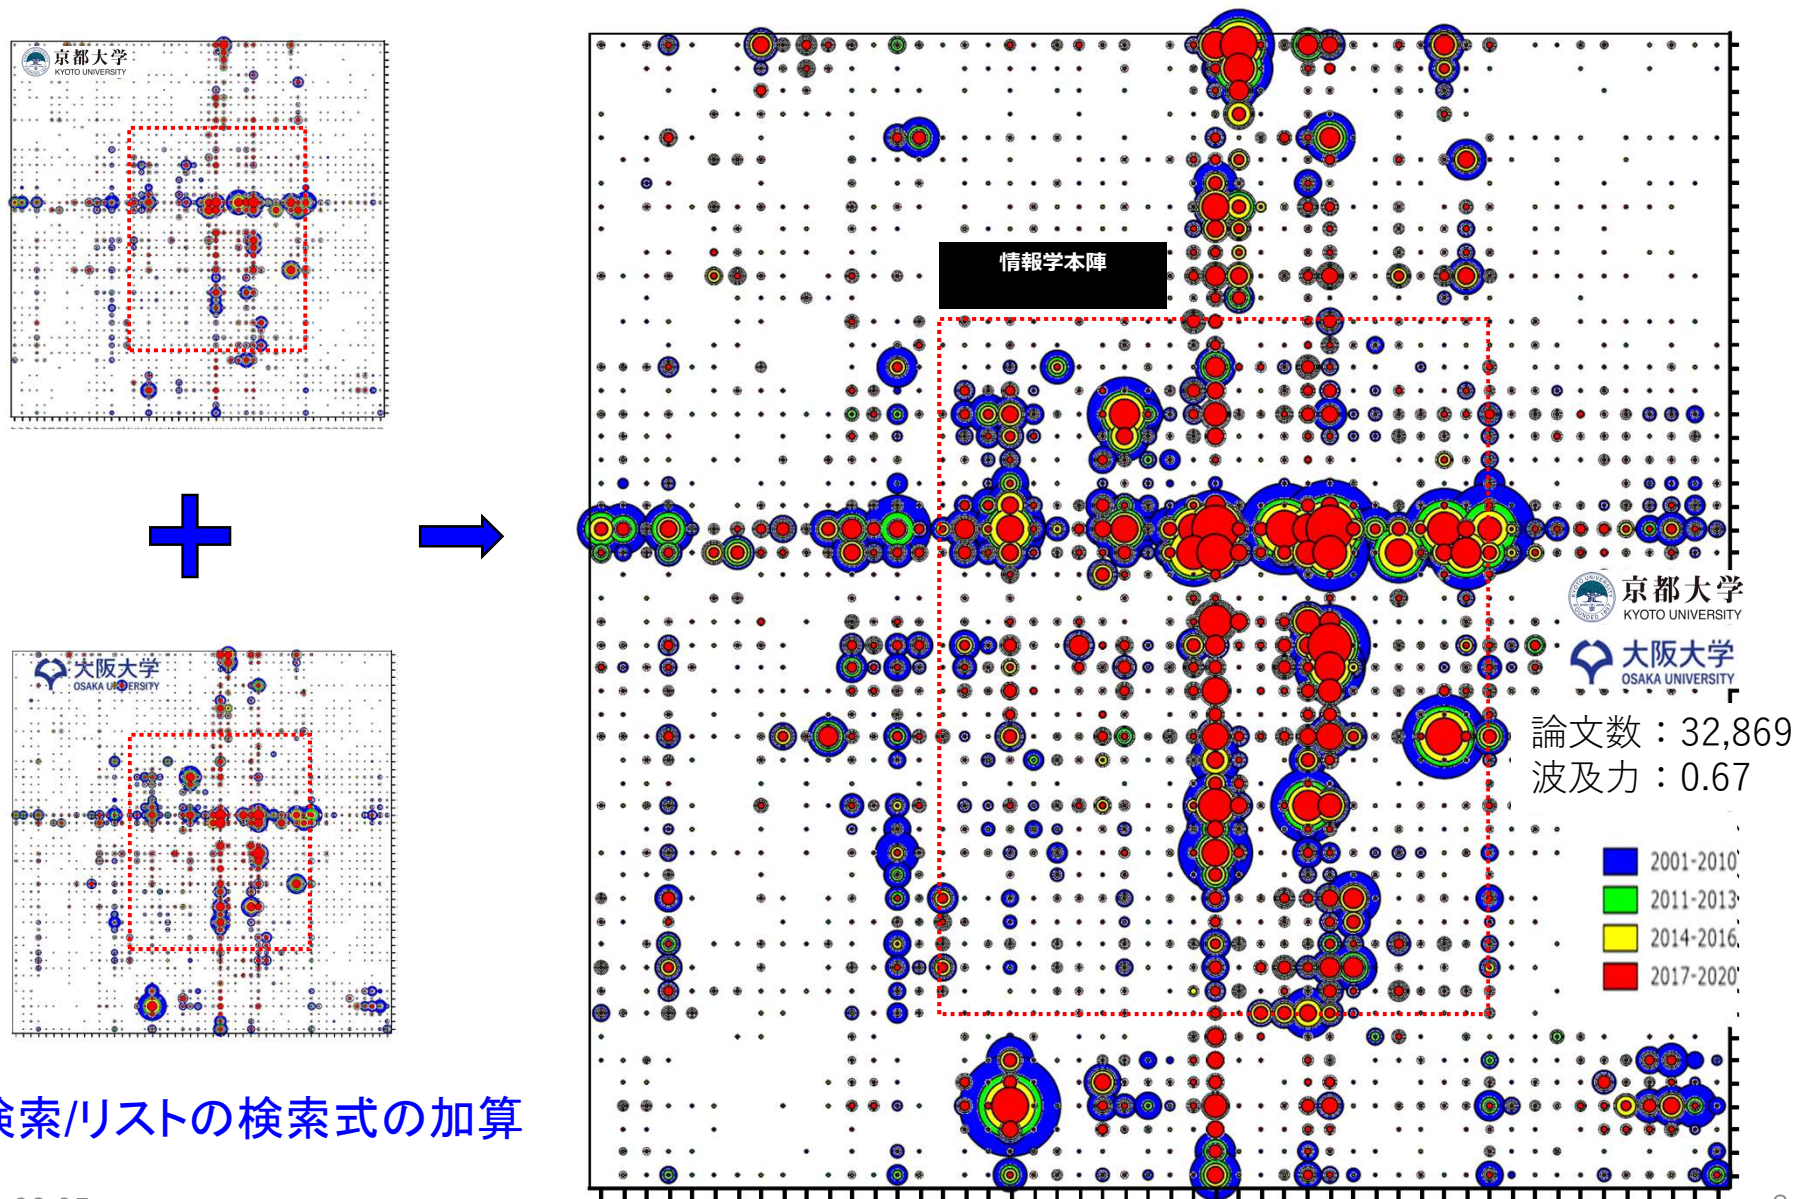 京都大学
KYOTO UNIVERSITY
大阪大学
OSAKA UNIVERSITY
索/リストの検索式の加算
情報学本陣
京都大学
KYOTO UNIVERSITY
大阪大学
OSAKA UNIVERSITY
論文数：32,869
波及力：0.67
2001-2010
2011-2013
2014-2016
2017-2020